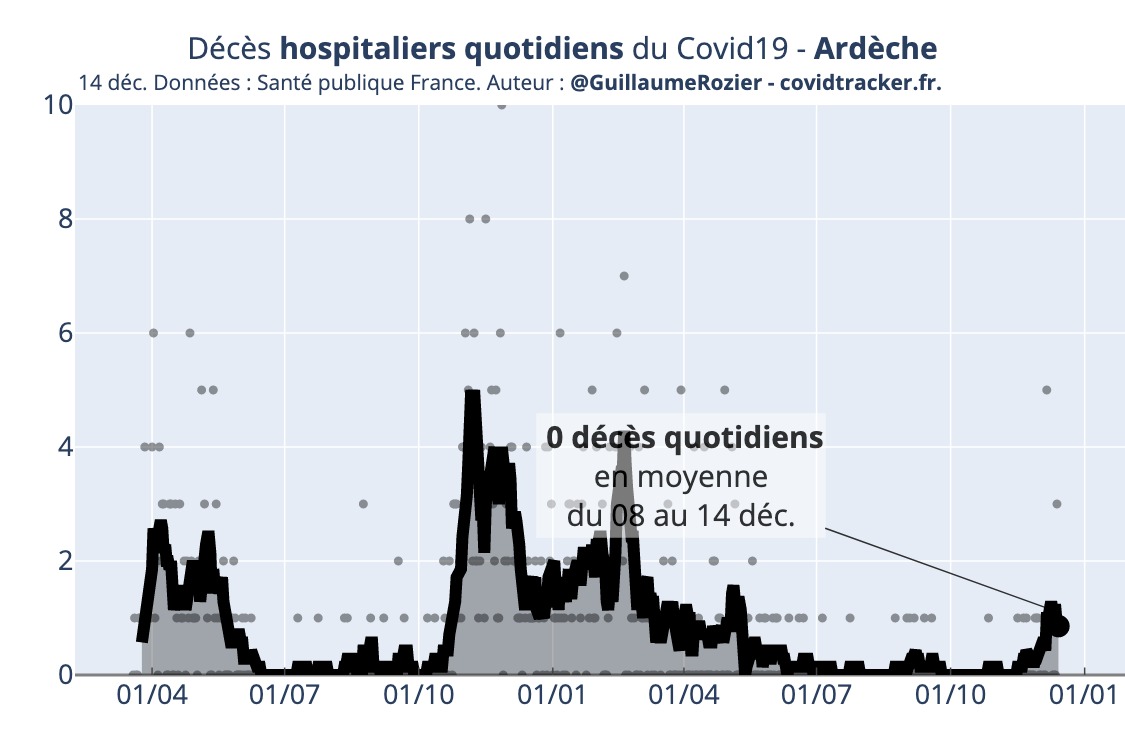 Décès hospitaliers quotidiens du Covid19 - Ardèche
14 déc. Données : Santé publique France. Auteur : @GuillaumeRozier - covidtracker.fr.
10
8
6
4
2
0
0 décès quotidiens
en moyenne
du 08 au 14 déc.
01/04 01/07 01/10 01/01 01/04 01/07 01/10 01/01